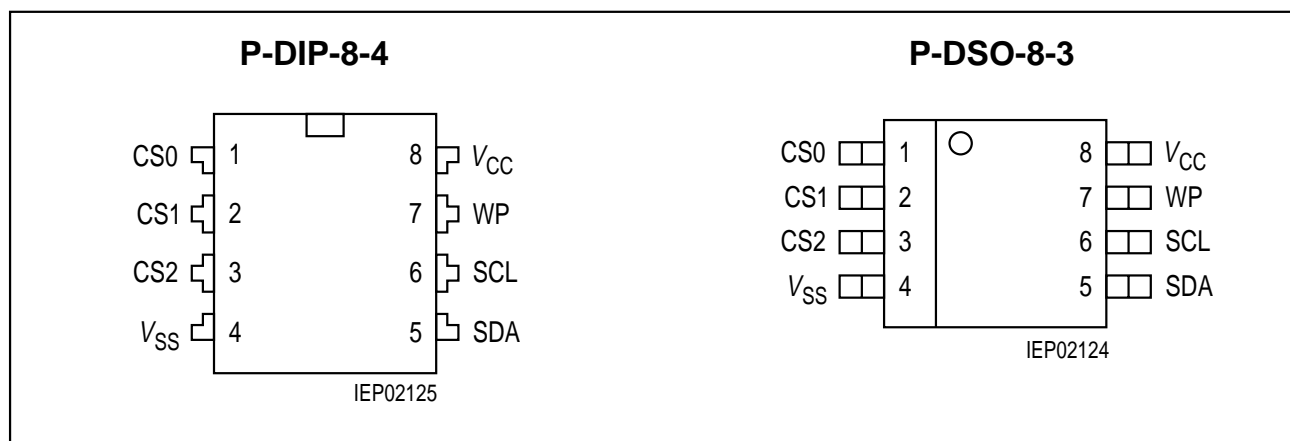 P-DIP-8-4
CS0 1 8 VCC
CS1 2 7 WP
CS2 3 6 SCL
VSS 4 5 SDA
IEP02125
P-DSO-8-3
CS0 1 8 VCC
CS1 2 7 WP
CS2 3 6 SCL
VSS 4 5 SDA
IEP02124